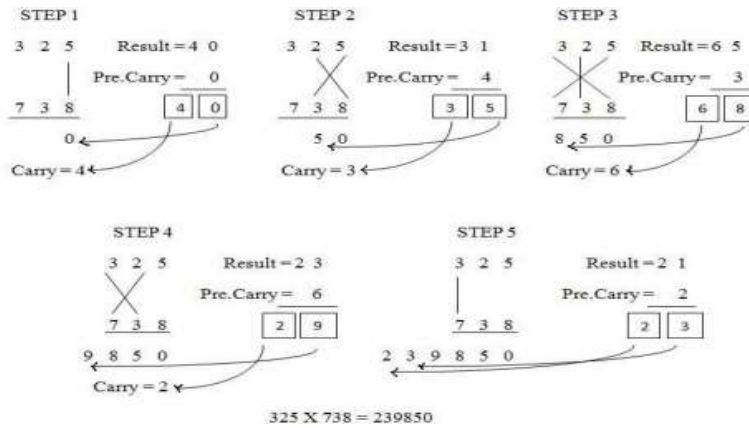 STEP 1
3 2 5 Result = 4 0
Pre.Carry = 0
7 3 8 4 0
0
Carry = 4
STEP 2
3 2 5 Result = 3 1
Pre.Carry = 4
7 3 8 3 5
5 0
Carry = 3
STEP 3
3 2 5 Result = 6 5
Pre.Carry = 3
7 3 8 6 8
8 5 0
Carry = 6
STEP 4
3 2 5 Result = 2 3
Pre.Carry = 6
7 3 8 2 9
9 8 5 0
Carry = 2
STEP 5
3 2 5 Result = 2 1
Pre.Carry = 2
7 3 8 2 3
2 3 9 8 5 0
325 X 738 = 239850